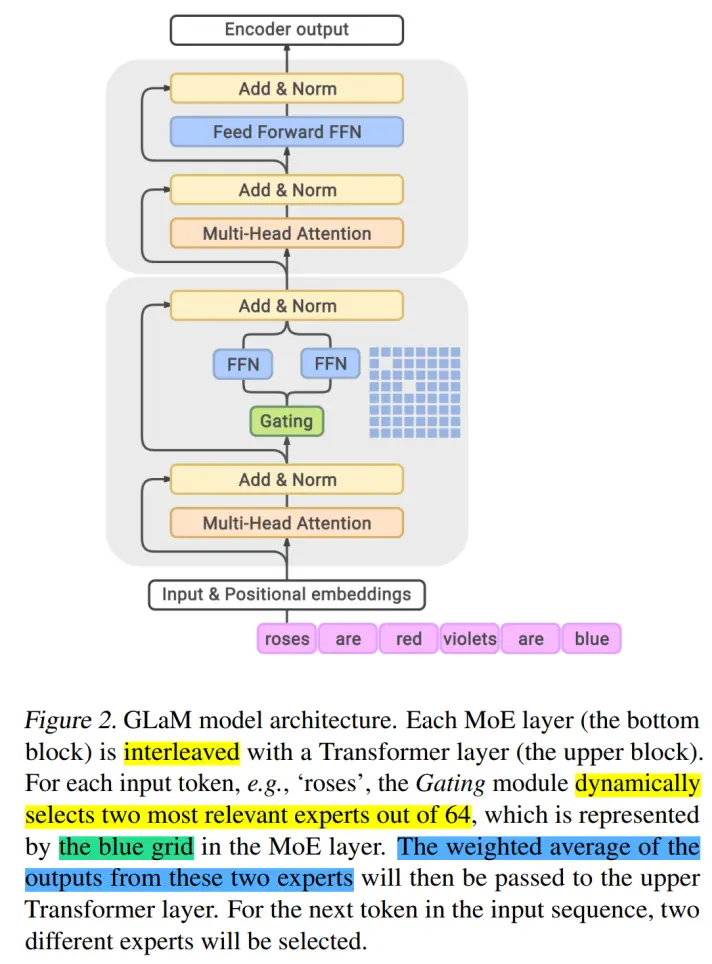 Encoder output
Add & Norm
Feed Forward FFN
Add & Norm
Multi-Head Attention
Add & Norm
FFN FFN
Gating
Add & Norm
Multi-Head Attention
Input & Positional embeddings
roses are red violets are blue
Figure 2. GLaM model architecture. Each MoE layer (the bottom
block) is interleaved with a Transformer layer (the upper block).
For each input token, e.g., ‘roses’, the Gating module dynamically
selects two most relevant experts out of 64, which is represented
by the blue grid in the MoE layer. The weighted average of the
outputs from these two experts will then be passed to the upper
Transformer layer. For the next token in the input sequence, two
different experts will be selected.